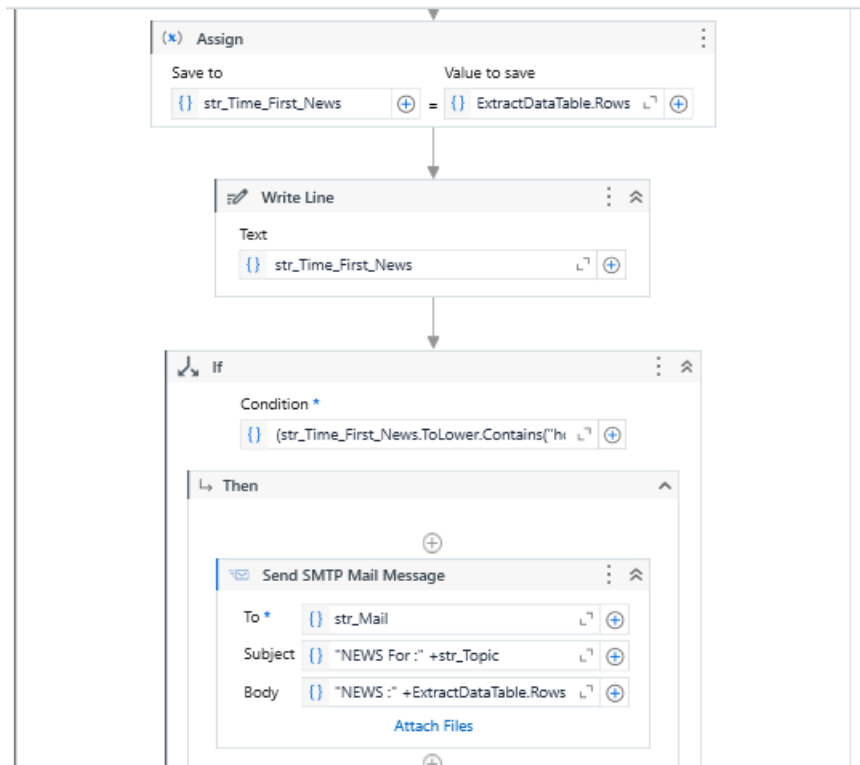 Assign
Save to Value to save
str_Time_First_News = ExtractDataTable.Rows
Write Line
Text
str_Time_First_News
If
Condition *
(str_Time_First_News.ToLower.Contains("h
Then
Send SMTP Mail Message
To * str_Mail
Subject "NEWS For :" +str_Topic
Body "NEWS :" +ExtractDataTable.Rows
Attach Files